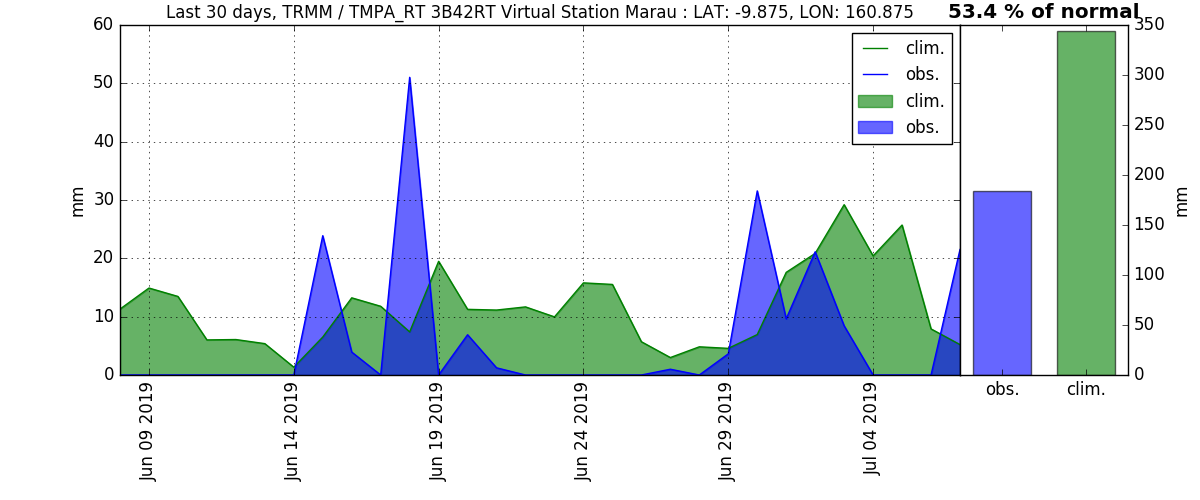 Last 30 days, TRMM / TMPA_RT 3B42RT Virtual Station Marau : LAT: -9.875, LON: 160.875
53.4 % of normal
60
50
40
30
20
10
0
mm
clim.
obs.
clim.
obs.
Jun 09 2019
Jun 14 2019
Jun 19 2019
Jun 24 2019
Jun 29 2019
Jul 04 2019
350
300
250
200
150
100
50
0
mm
obs.
clim.